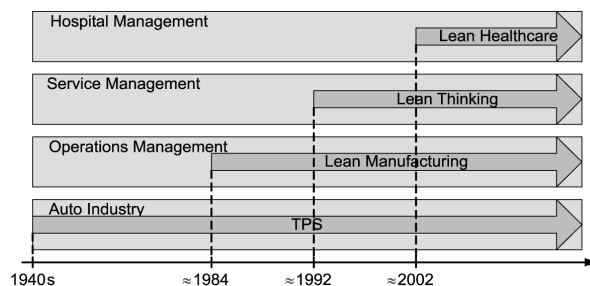 Hospital Management
Lean Healthcare
Service Management
Lean Thinking
Operations Management
Lean Manufacturing
Auto Industry
TPS
1940s ≈1984 ≈1992 ≈2002